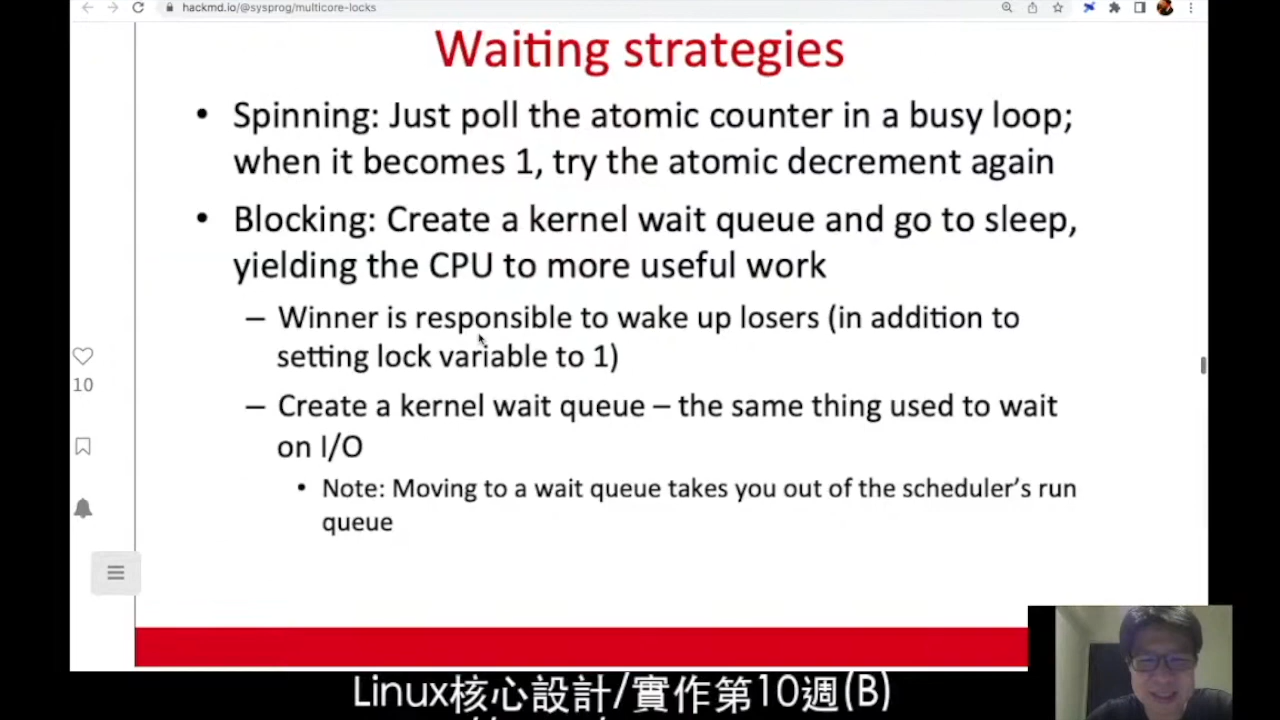 hackmd.io/@sysprog/multicore-locks
Waiting strategies
• Spinning: Just poll the atomic counter in a busy loop;
when it becomes 1, try the atomic decrement again
• Blocking: Create a kernel wait queue and go to sleep,
yielding the CPU to more useful work
– Winner is responsible to wake up losers (in addition to
setting lock variable to 1)
– Create a kernel wait queue – the same thing used to wait
on I/O
• Note: Moving to a wait queue takes you out of the scheduler’s run
queue
10
Linux核心設計/實作第10週(B)